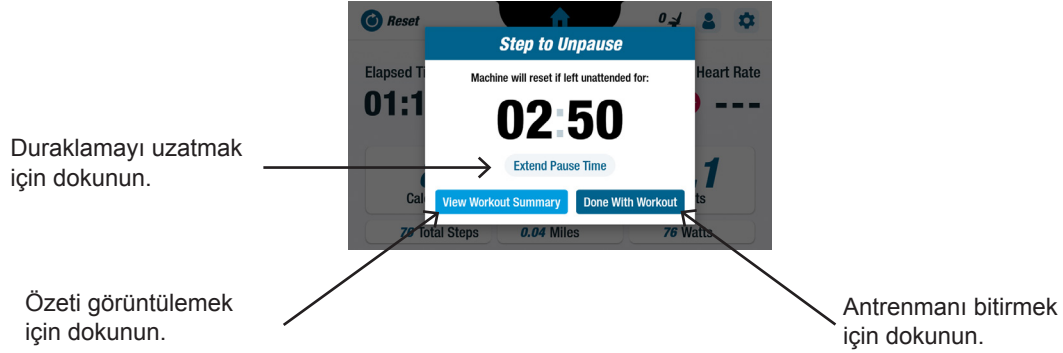 Reset
0
Step to Unpause
Elapsed Ti
Machine will reset if left unattended for:
Heart Rate
01:1
02:50
---
Duraklamayı uzatmak
için dokunun.
Extend Pause Time
1
Cal
View Workout Summary
Done With Workout
ts
76 Total Steps
0.04 Miles
76 Watts
Özeti görüntülemek
için dokunun.
Antrenmanı bitirmek
için dokunun.